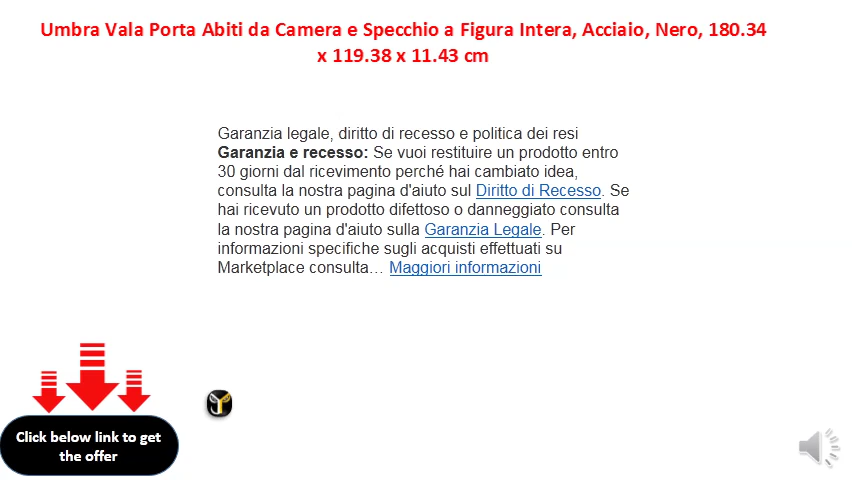 Umbra Vala Porta Abiti da Camera e Specchio a Figura Intera, Acciaio, Nero, 180.34
x 119.38 x 11.43 cm
Garanzia legale, diritto di recesso e politica dei resi
Garanzia e recesso: Se vuoi restituire un prodotto entro
30 giorni dal ricevimento perché hai cambiato idea,
consulta la nostra pagina d'aiuto sul Diritto di Recesso. Se
hai ricevuto un prodotto difettoso o danneggiato consulta
la nostra pagina d'aiuto sulla Garanzia Legale. Per
informazioni specifiche sugli acquisti effettuati su
Marketplace consulta… Maggiori informazioni
Click below link to get
the offer